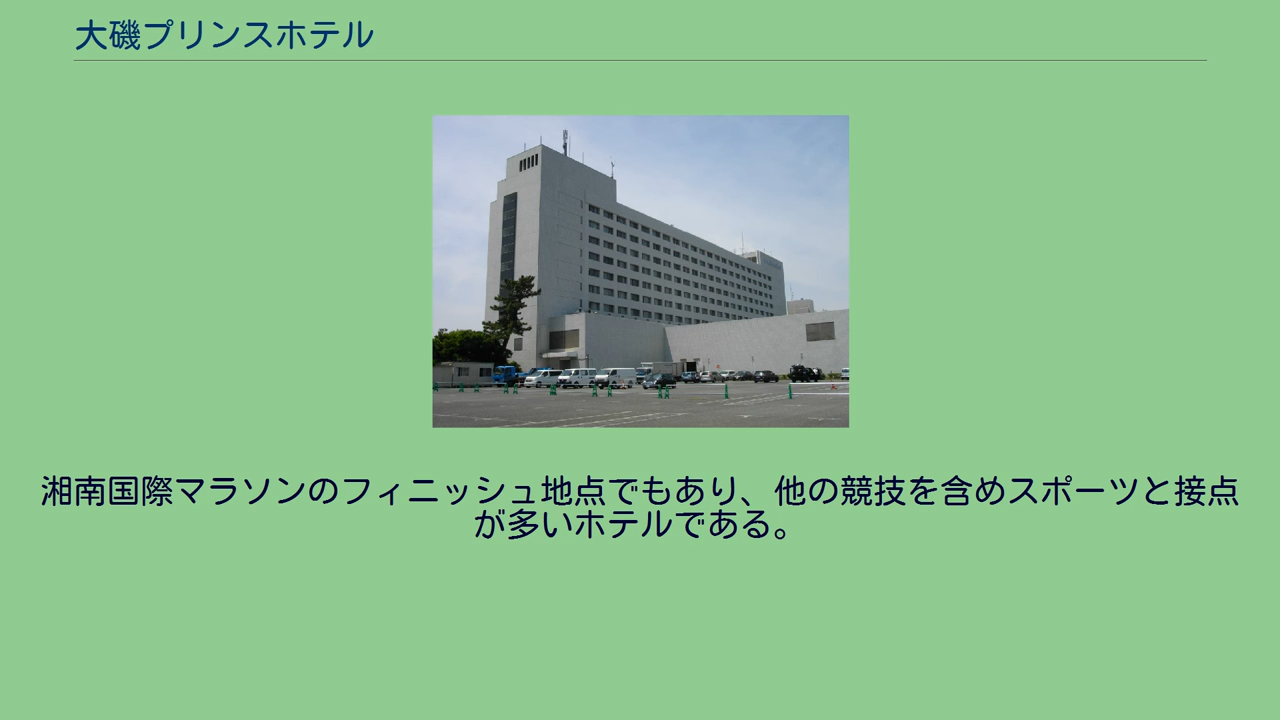 大磯プリンスホテル
湘南国際マラソンのフィニッシュ地点でもあり、他の競技を含めスポーツと接点
が多いホテルである。